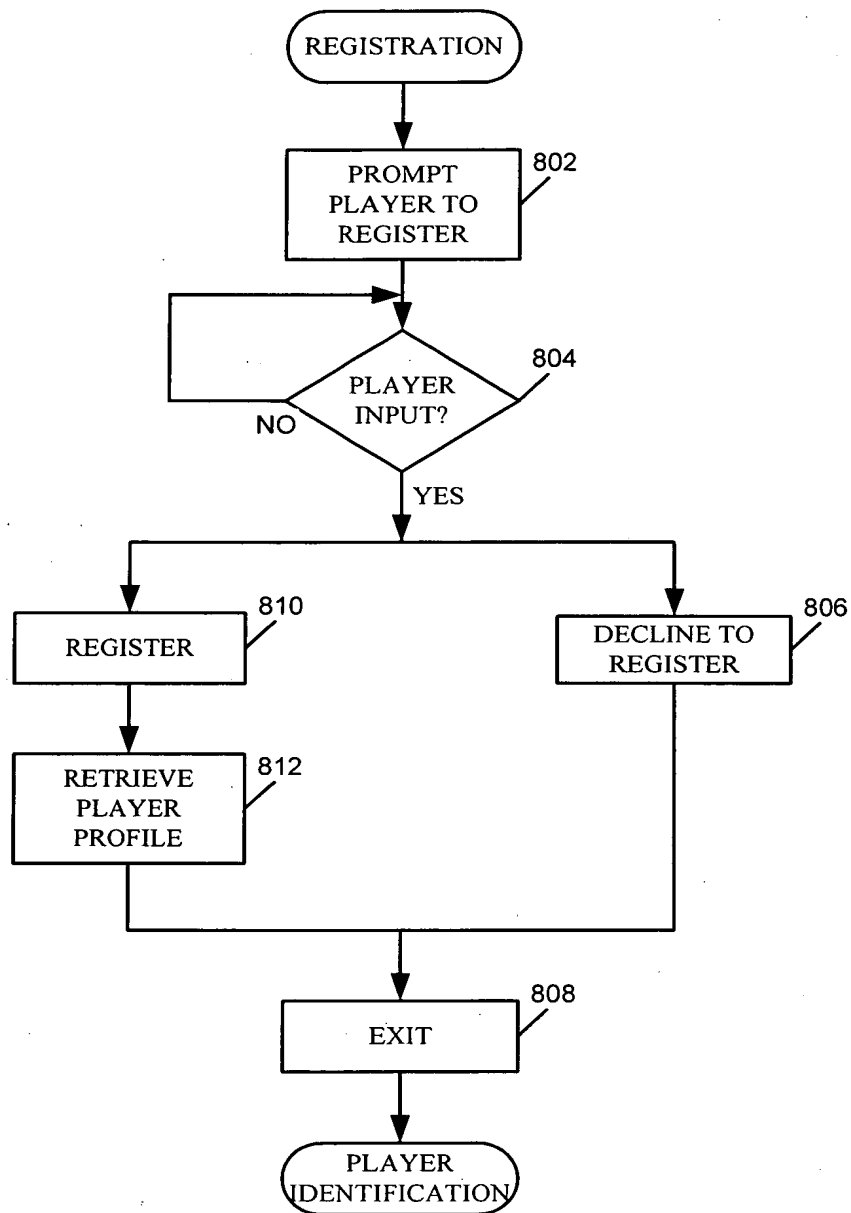 REGISTRATION
PROMPT
PLAYER TO
REGISTER
802
PLAYER
INPUT?
804
NO
YES
REGISTER
810
DECLINE TO
REGISTER
806
RETRIEVE
PLAYER
PROFILE
812
EXIT
808
PLAYER
IDENTIFICATION